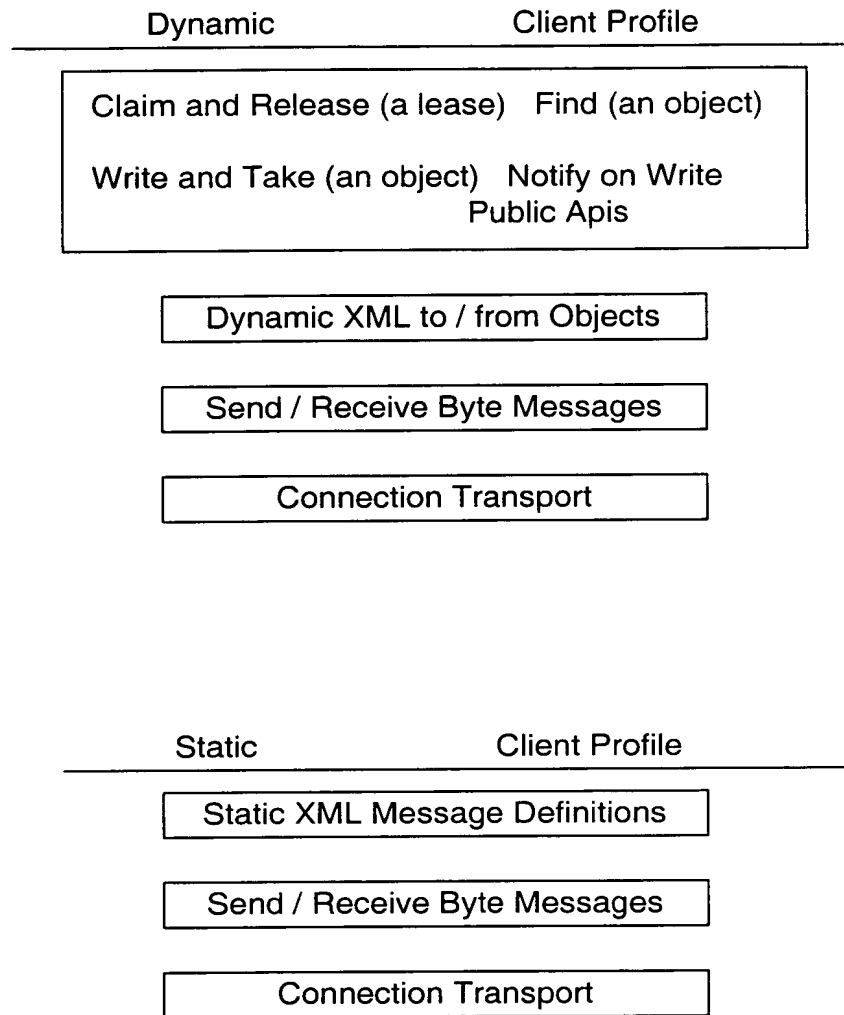 Dynamic Client Profile
Claim and Release (a lease) Find (an object)
Write and Take (an object) Notify on Write
Public Apis
Dynamic XML to / from Objects
Send / Receive Byte Messages
Connection Transport
Static Client Profile
Static XML Message Definitions
Send / Receive Byte Messages
Connection Transport